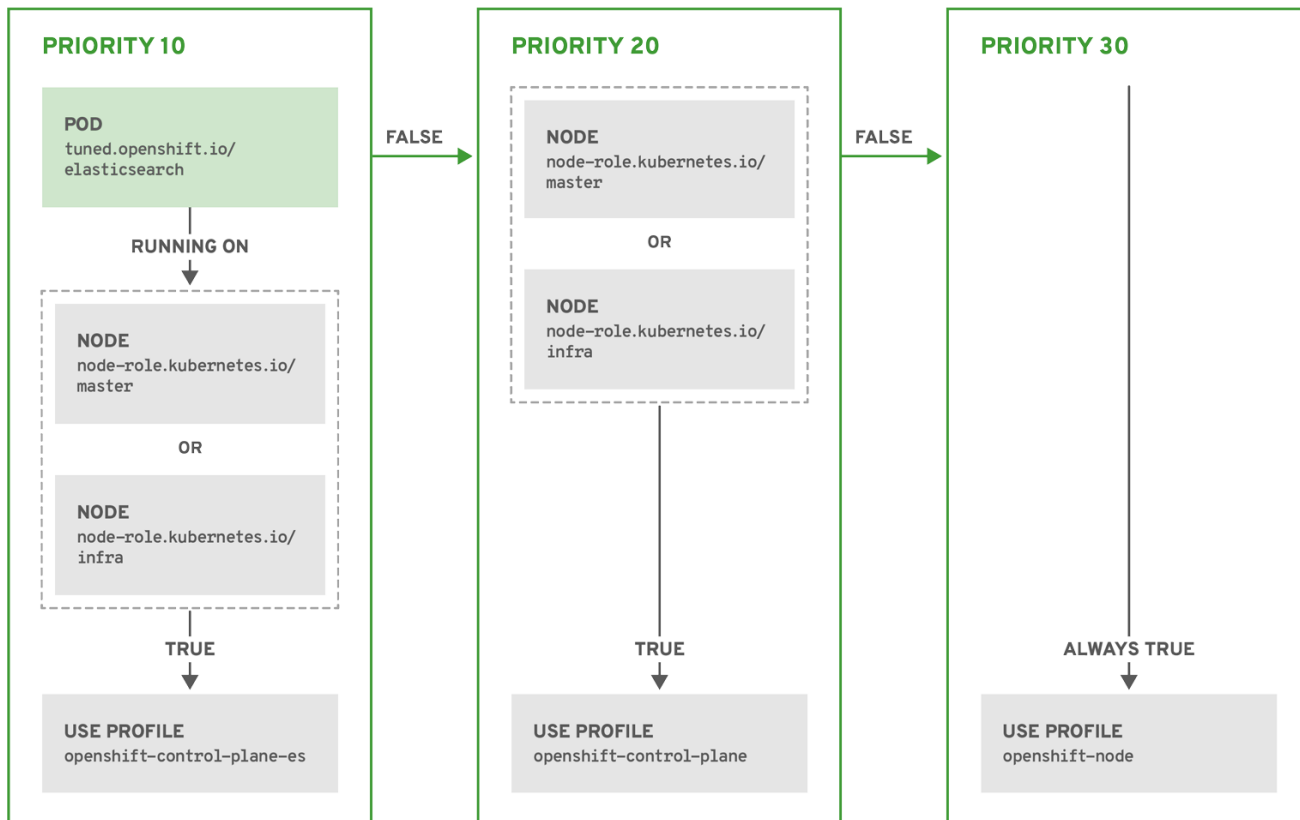 PRIORITY 10
POD
tuned.openshift.io/
elasticsearch
RUNNING ON
NODE
node-role.kubernetes.io/
master
OR
NODE
node-role.kubernetes.io/
infra
TRUE
USE PROFILE
openshift-control-plane-es
FALSE
PRIORITY 20
NODE
node-role.kubernetes.io/
master
OR
NODE
node-role.kubernetes.io/
infra
TRUE
USE PROFILE
openshift-control-plane
FALSE
PRIORITY 30
ALWAYS TRUE
USE PROFILE
openshift-node